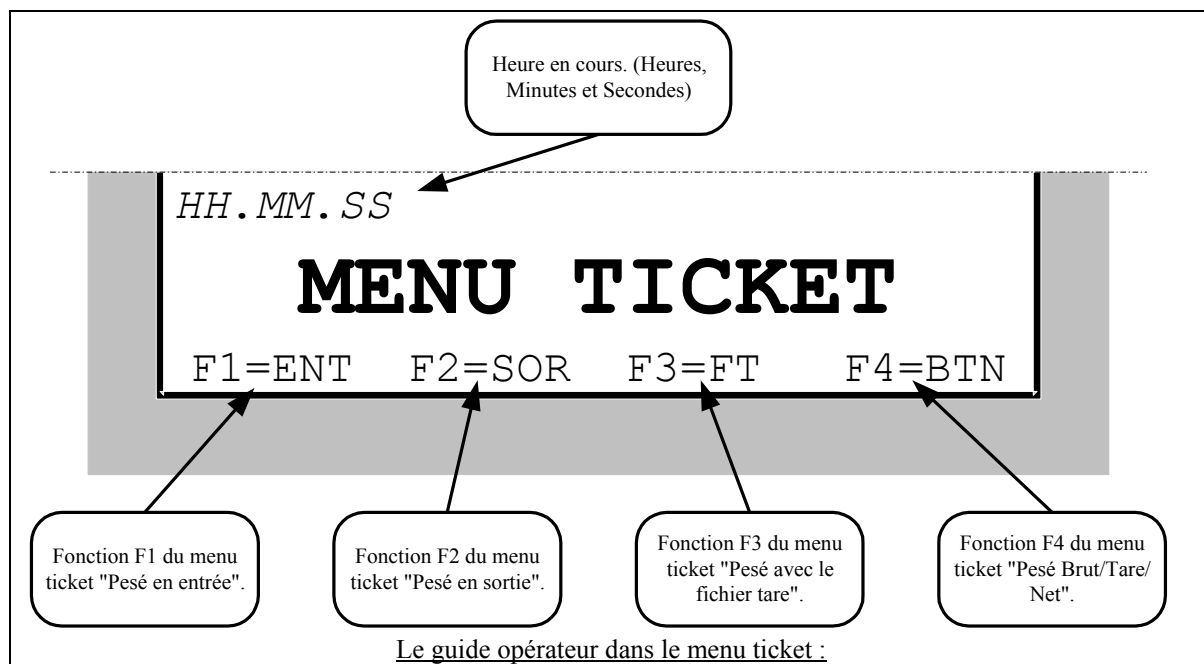 Heure en cours. (Heures,
Minutes et Secondes)
HH.MM.SS
MENU TICKET
F1=ENT F2=SOR F3=FT F4=BTN
Fonction F1 du menu
ticket "Pesé en entrée".
Fonction F2 du menu
ticket "Pesé en sortie".
Fonction F3 du menu
ticket "Pesé avec le
fichier tare".
Fonction F4 du menu
ticket "Pesé Brut/Tare/
Net".
Le guide opérateur dans le menu ticket :